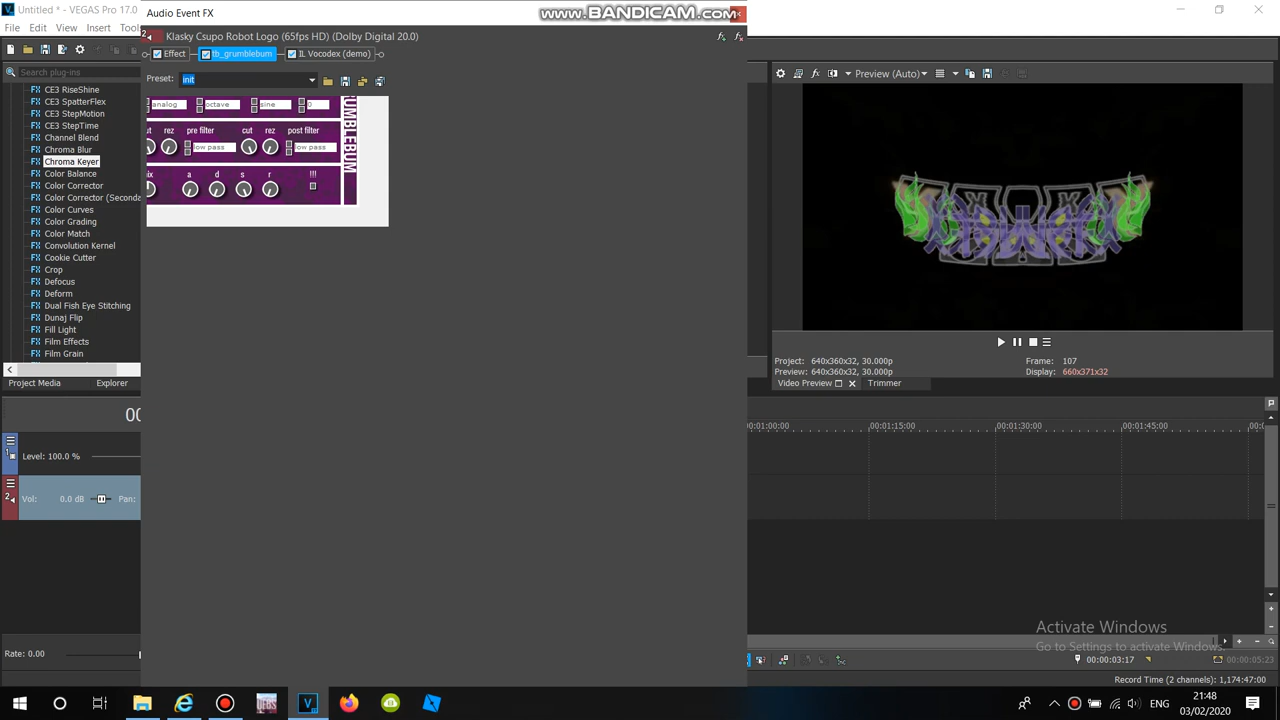 Untitled * - VEGAS Pro 17.0
File Edit View Insert Tools
Search plug-ins
CE3 RiseShine
CE3 SpatterFlex
CE3 StepMotion
CE3 StepTime
Channel Blend
Chroma Blur
Chroma Keyer
Color Balance
Color Corrector
Color Corrector (Seconda
Color Curves
Color Grading
Color Match
Convolution Kernel
Cookie Cutter
Crop
Defocus
Deform
Dual Fish Eye Stitching
Dunaj Flip
Fill Light
Film Effects
Film Grain
Project Media Explorer
Audio Event FX
www.BANDICAM.com
Klasky Csupo Robot Logo (65fps HD) (Dolby Digital 20.0)
Effect tb_grumblebum IL Vocodex (demo)
Preset: init
analog octave sine 0
rez pre filter cut rez post filter
low pass low pass
a d s r !!!
UMBLEBUM
Preview (Auto)
Project: 640x360x32, 30.000p Frame: 107
Preview: 640x360x32, 30.000p Display: 660x371x32
Video Preview Trimmer
00:01:15:00 00:01:30:00 00:01:45:00
1 Level: 100.0 %
2 Vol: 0.0 dB Pan:
Rate: 0.00
Activate Windows
Go to Settings to activate Windows.
00:00:03:17 00:00:05:23
Record Time (2 channels): 1,174:47:00
ENG 21:48
03/02/2020